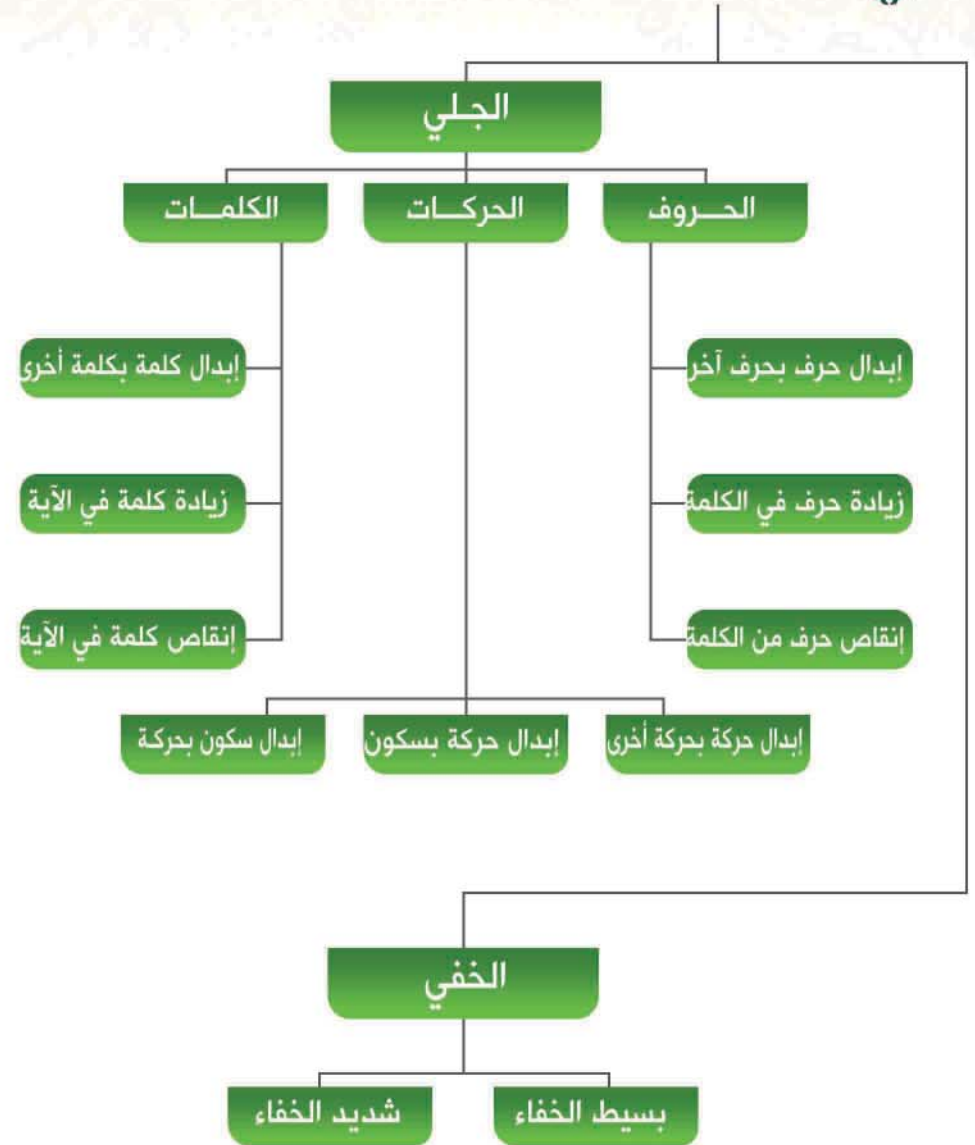 الجلي
الحروف
الحركات
الكلمات
إبدال حرف بحرف آخر
زيادة حرف في الكلمة
إنقاص حرف من الكلمة
إبدال حركة بحركة أخرى
إبدال حركة بسكون
إبدال سكون بحركة
إبدال كلمة بكلمة أخرى
زيادة كلمة في الآية
إنقاص كلمة في الآية
الخفي
بسيط الخفاء
شديد الخفاء